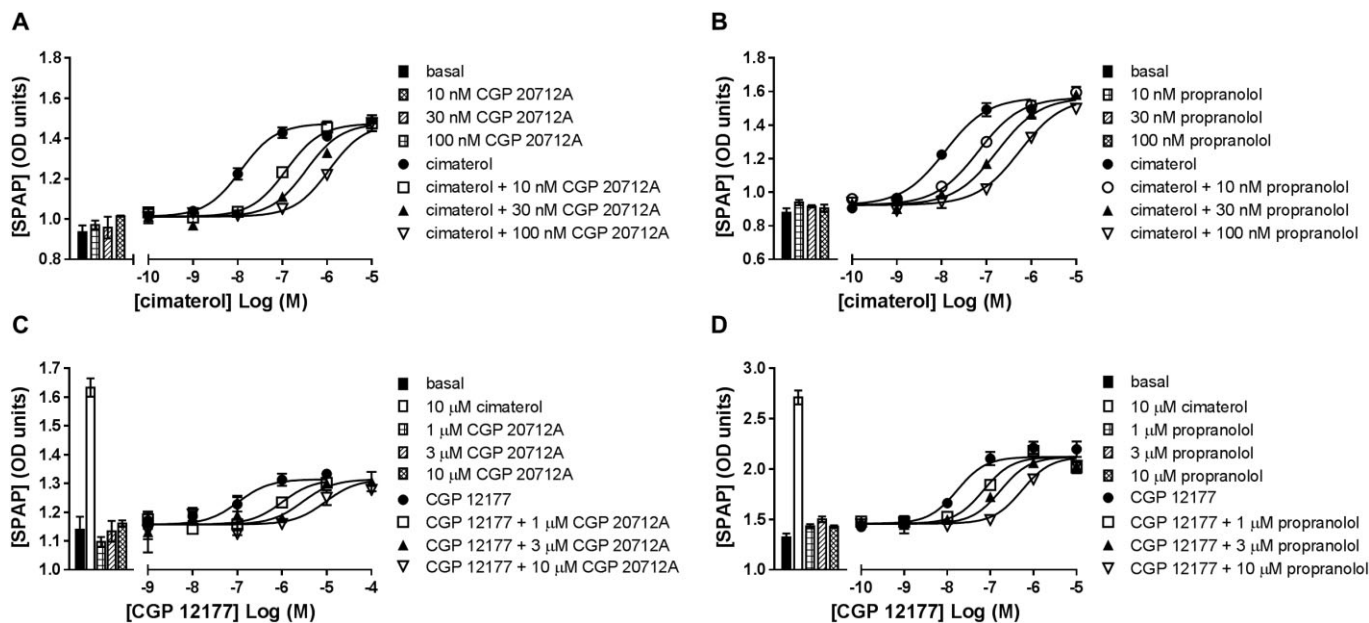 A
[SPAP] (OD units)
1.8
1.6
1.4
1.2
1.0
0.8
-10 -9 -8 -7 -6 -5
[cimaterol] Log (M)
basal
10 nM CGP 20712A
30 nM CGP 20712A
100 nM CGP 20712A
cimaterol
cimaterol + 10 nM CGP 20712A
cimaterol + 30 nM CGP 20712A
cimaterol + 100 nM CGP 20712A
B
[SPAP] (OD units)
1.8
1.6
1.4
1.2
1.0
0.8
0.6
-10 -9 -8 -7 -6 -5
[cimaterol] Log (M)
basal
10 nM propranolol
30 nM propranolol
100 nM propranolol
cimaterol
cimaterol + 10 nM propranolol
cimaterol + 30 nM propranolol
cimaterol + 100 nM propranolol
C
[SPAP] (OD units)
1.7
1.6
1.5
1.4
1.3
1.2
1.1
1.0
-9 -8 -7 -6 -5 -4
[CGP 12177] Log (M)
basal
10 μM cimaterol
1 μM CGP 20712A
3 μM CGP 20712A
10 μM CGP 20712A
CGP 12177
CGP 12177 + 1 μM CGP 20712A
CGP 12177 + 3 μM CGP 20712A
CGP 12177 + 10 μM CGP 20712A
D
[SPAP] (OD units)
3.0
2.5
2.0
1.5
1.0
-10 -9 -8 -7 -6 -5
[CGP 12177] Log (M)
basal
10 μM cimaterol
1 μM propranolol
3 μM propranolol
10 μM propranolol
CGP 12177
CGP 12177 + 1 μM propranolol
CGP 12177 + 3 μM propranolol
CGP 12177 + 10 μM propranolol